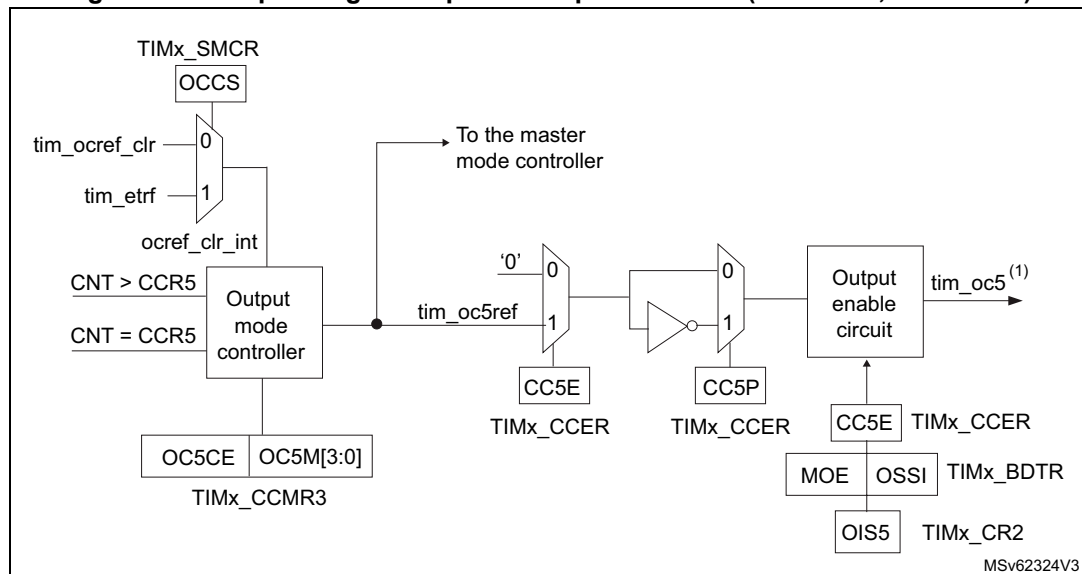 TIMx_SMCR
OCCS
tim_ocref_clr
0
To the master
mode controller
tim_etrf
1
ocref_clr_int
CNT > CCR5
CNT = CCR5
Output
mode
controller
tim_oc5ref
'0'
0
1
0
1
Output
enable
circuit
tim_oc5 (1)
CC5E
TIMx_CCER
CC5P
TIMx_CCER
CC5E
TIMx_CCER
OC5CE
OC5M[3:0]
TIMx_CCMR3
MOE
OSSI
TIMx_BDTR
OIS5
TIMx_CR2
MSv62324V3